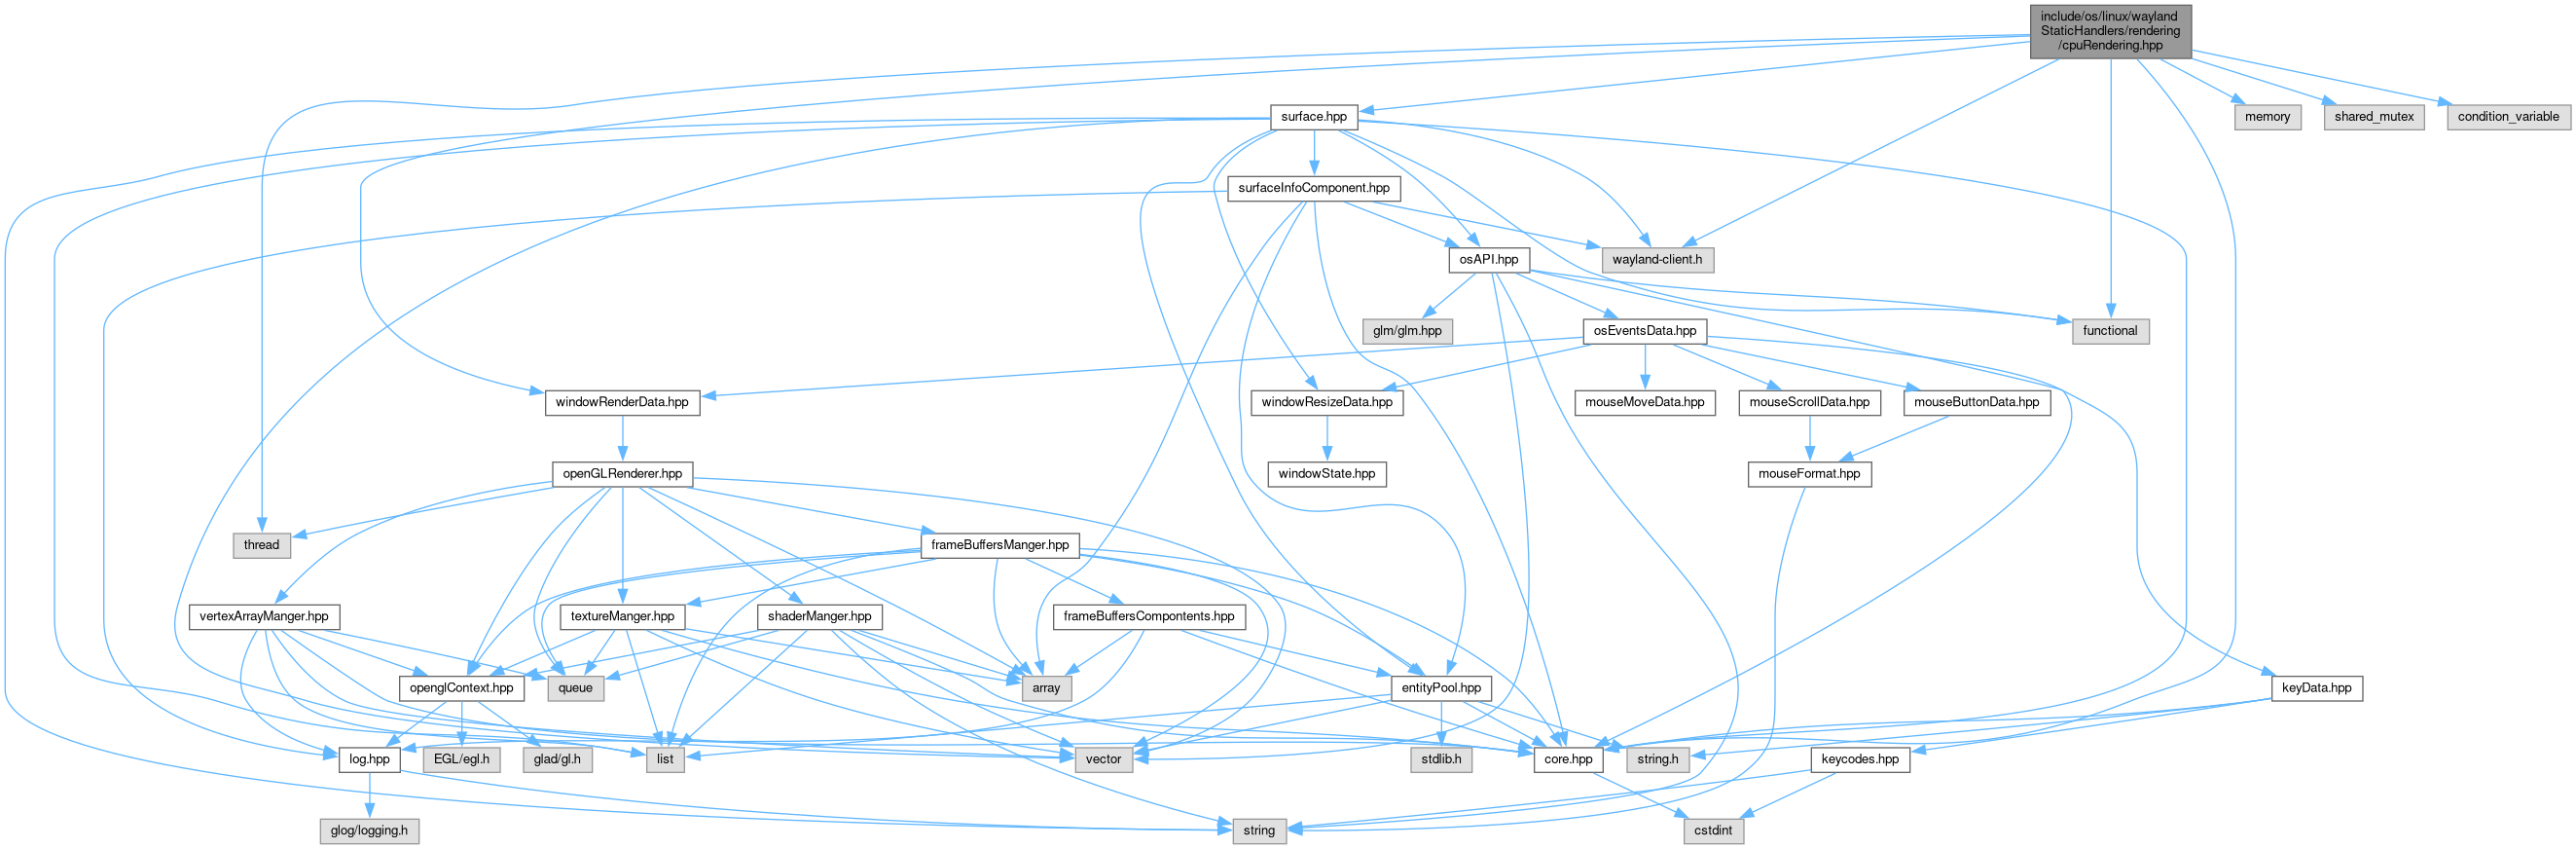 include/os/linux/wayland
StaticHandlers/rendering
/cpuRendering.hpp
surface.hpp
memory
shared_mutex
condition_variable
surfaceInfoComponent.hpp
osAPI.hpp
wayland-client.h
glm/glm.hpp
osEventsData.hpp
functional
windowRenderData.hpp
windowResizeData.hpp
mouseMoveData.hpp
mouseScrollData.hpp
mouseButtonData.hpp
openGLRenderer.hpp
windowState.hpp
mouseFormat.hpp
thread
frameBuffersManger.hpp
vertexArrayManger.hpp
textureManger.hpp
shaderManger.hpp
frameBuffersCompontents.hpp
openglContext.hpp
queue
array
entityPool.hpp
keyData.hpp
log.hpp
EGL/egl.h
glad/gl.h
list
vector
stdlib.h
core.hpp
string.h
keycodes.hpp
glog/logging.h
string
cstdint